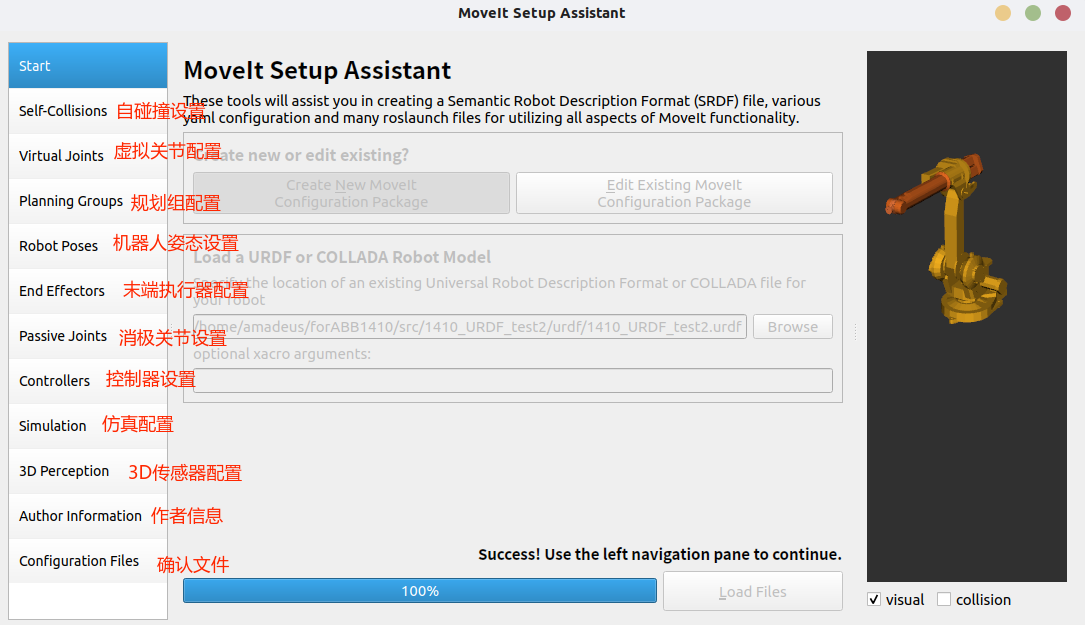 MoveIt Setup Assistant
Start
Self-Collisions 自碰撞设置
Virtual Joints 虚拟关节配置
Planning Groups 规划组配置
Robot Poses 机器人姿态设置
End Effectors 末端执行器配置
Passive Joints 消极关节设置
Controllers 控制器设置
Simulation 仿真配置
3D Perception 3D传感器配置
Author Information 作者信息
Configuration Files 确认文件
MoveIt Setup Assistant
These tools will assist you in creating a Semantic Robot Description Format (SRDF) file, various
yaml configuration and many roslaunch files for utilizing all aspects of MoveIt functionality.
Create new or edit existing?
Create New MoveIt
Configuration Package
Edit Existing MoveIt
Configuration Package
Load a URDF or COLLADA Robot Model
Specify the location of an existing Universal Robot Description Format or COLLADA file for
your robot
/home/amadeus/forABB1410/src/1410_URDF_test2/urdf/1410_URDF_test2.urdf
Browse
optional xacro arguments:
Success! Use the left navigation pane to continue.
100%
Load Files
visual
collision